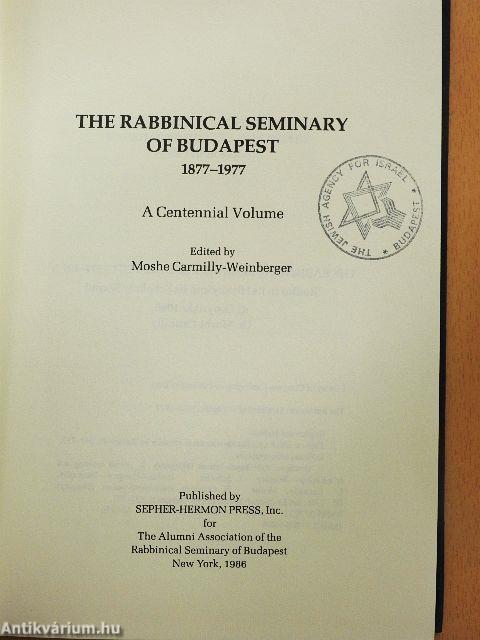 THE RABBINICAL SEMINARY
OF BUDAPEST
1877–1977
A Centennial Volume
Edited by
Moshe Carmilly-Weinberger
* THE JEWISH AGENCY FOR ISRAEL * BUDAPEST
Published by
SEPHER-HERMON PRESS, Inc.
for
The Alumni Association of the
Rabbinical Seminary of Budapest
New York, 1986
Antikvárium.hu